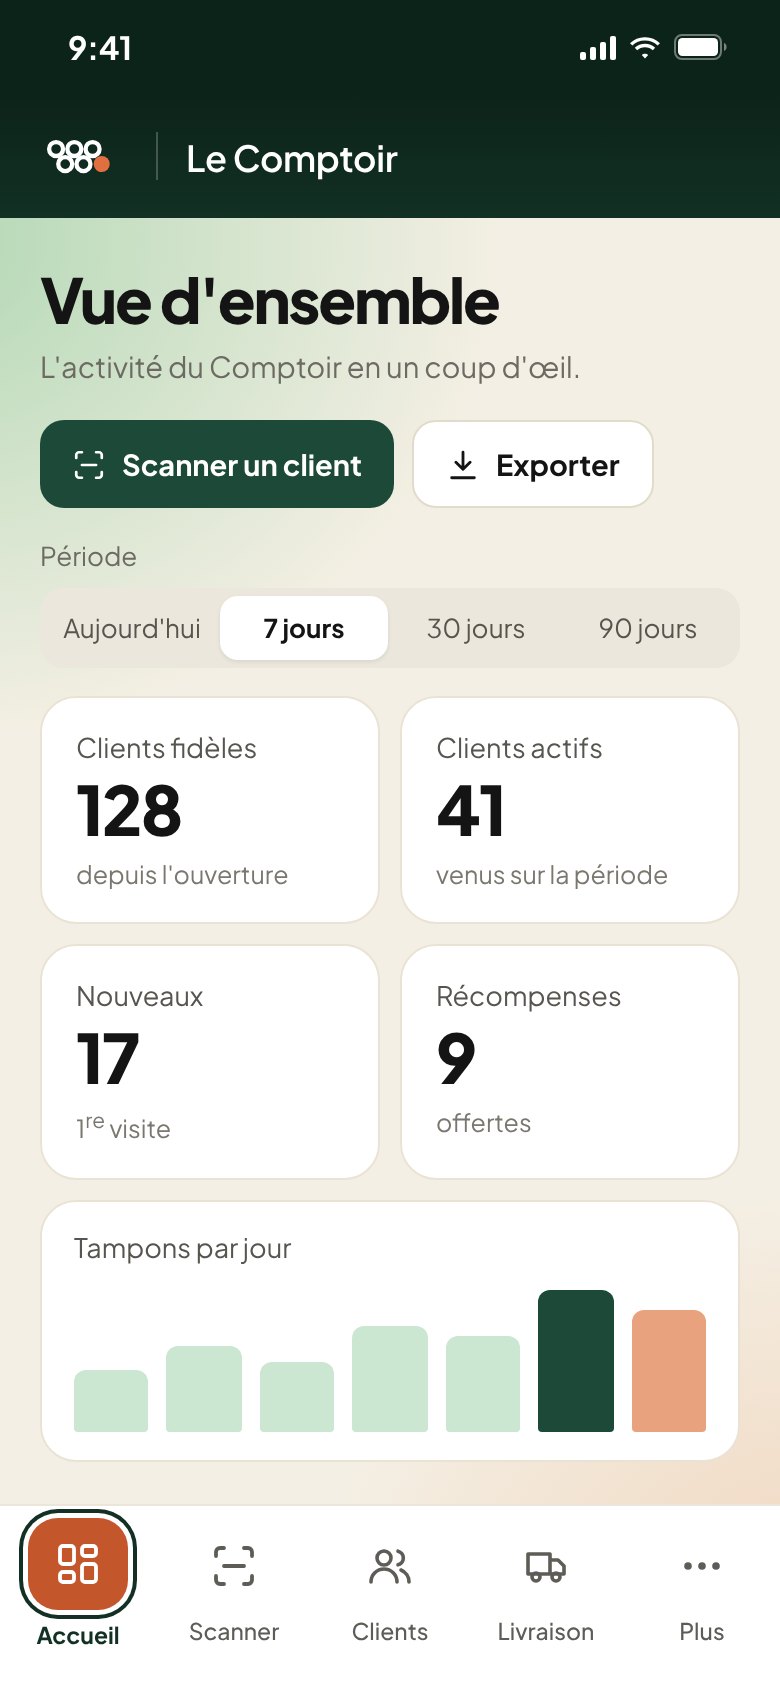 9:41
Le Comptoir
Vue d'ensemble
L'activité du Comptoir en un coup d'œil.
Scanner un client
Exporter
Période
Aujourd'hui
7 jours
30 jours
90 jours
Clients fidèles
128
depuis l'ouverture
Clients actifs
41
venus sur la période
Nouveaux
17
1re visite
Récompenses
9
offertes
Tampons par jour
Accueil
Scanner
Clients
Livraison
Plus